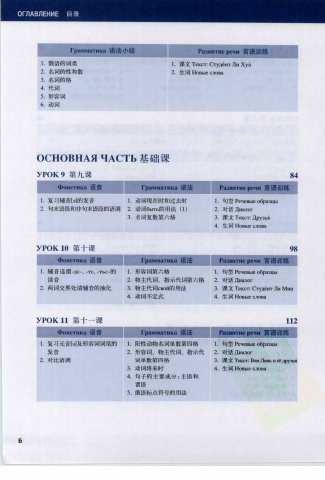 ОГЛАВЛЕНИЕ 目录
Грамматика 语法小结
Развитие речи 言语训练
1. 俄语的词类
2. 名词的性和数
3. 名词的格
4. 代词
5. 形容词
6. 动词
1. 课文 Текст: Студент Ли Хуа
2. 生词 Новые слова
ОСНОВНАЯ ЧАСТЬ 基础课
УРОК 9 第九课 84
Фонетика 语音
Грамматика 语法
Развитие речи 言语训练
1. 复习辅音[л]的发音
2. 句末语段和非句末语段的语调
1. 动词现在时和过去时
2. 动词быть的用法（1）
3. 名词复数第六格
1. 句型 Речевые образцы
2. 对话 Диалог
3. 课文 Текст: Друзья
4. 生词 Новые слова
УРОК 10 第十课 98
Фонетика 语音
Грамматика 语法
Развитие речи 言语训练
2. 两词交界处清辅音的浊化
1. 形容词第六格
2. 物主代词、指示代词第六格
3. 物主代词свой的用法
4. 动词不定式
1. 句型 Речевые образцы
2. 对话 Диалог
3. 课文 Текст: Студент Ли Мин
4. 生词 Новые слова
УРОК 11 第十一课 112
Фонетика 语音
Грамматика 语法
Развитие речи 言语训练
1. 复习元音[ы]及形容词词尾的
发音
2. 对比语调
1. 阳性动物名词单数第四格
2. 形容词、物主代词、指示代
词单数第四格
3. 动词将来时
4. 句子的主要成分：主语和
谓语
5. 俄语标点符号的用法
1. 句型 Речевые образцы
2. 对话 Диалог
3. 课文 Текст: Ван Лань и её друзья
4. 生词 Новые слова
6